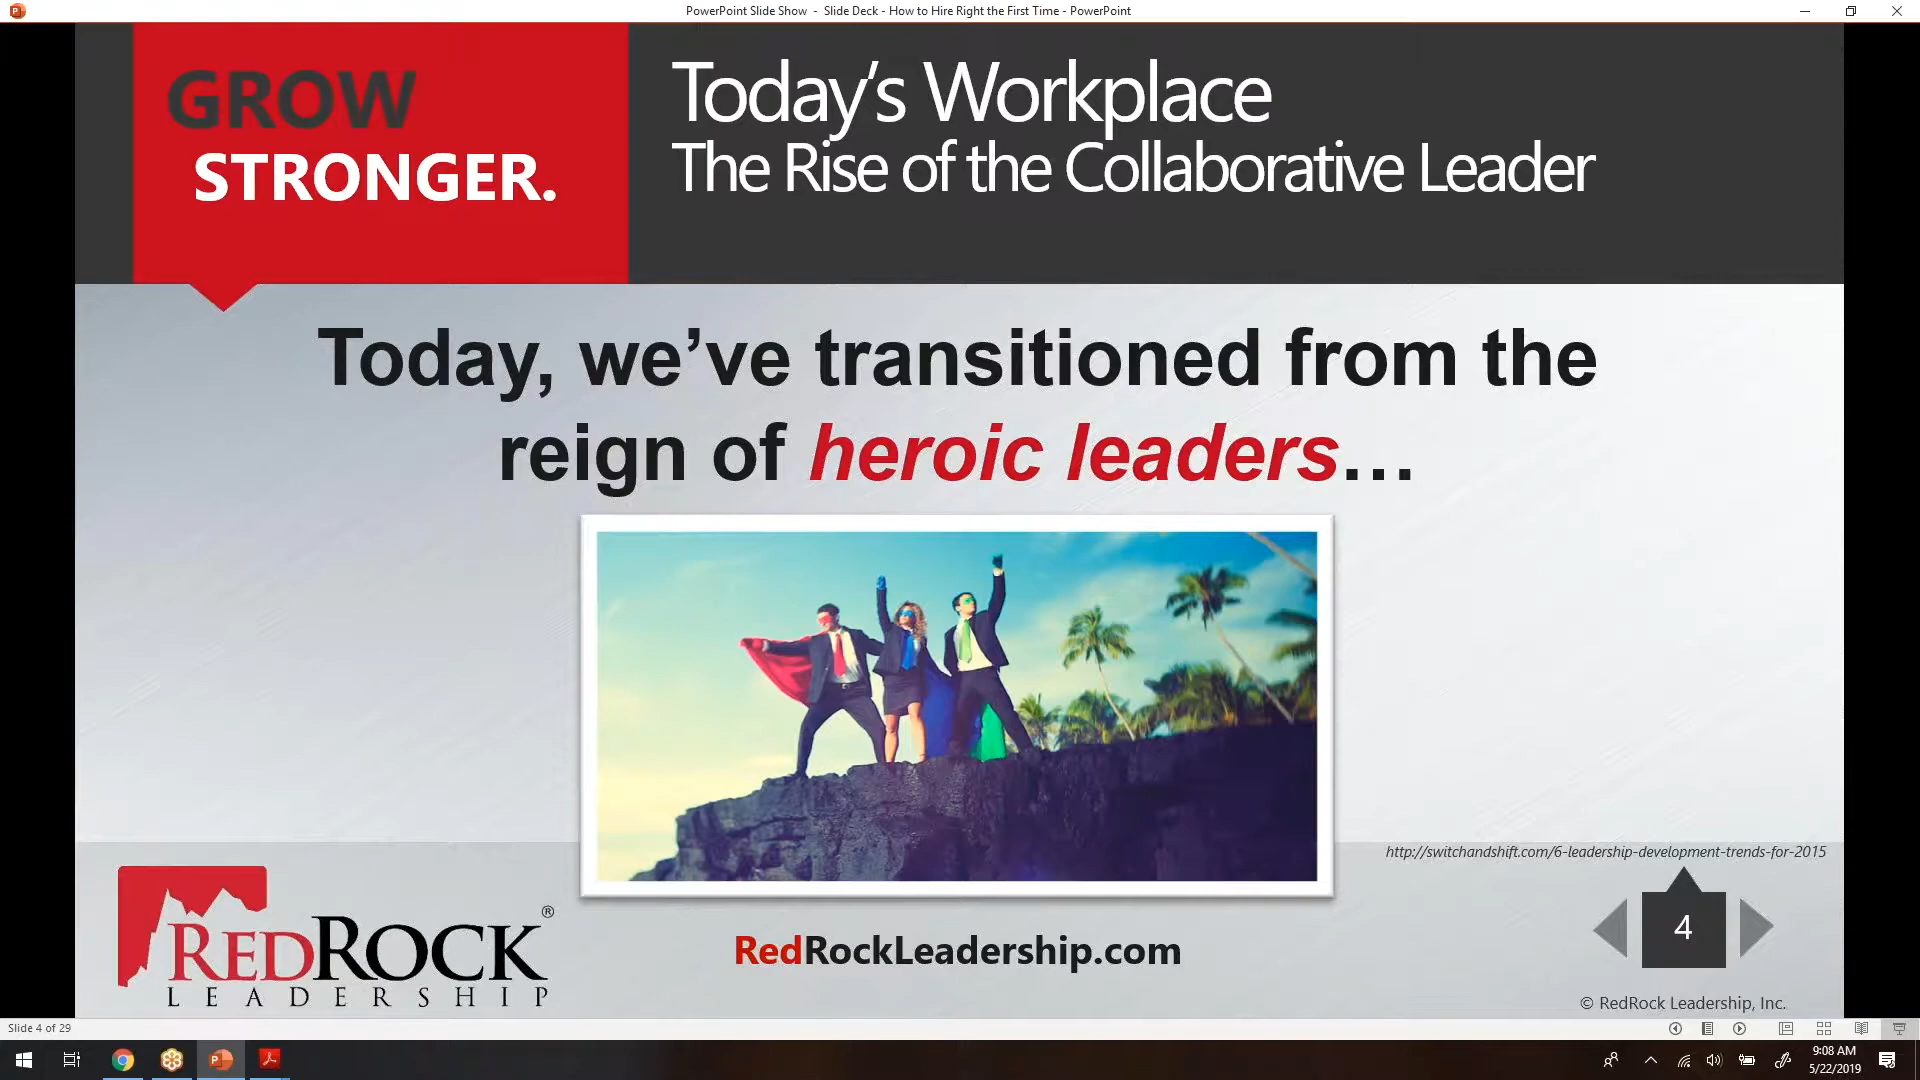 PowerPoint Slide Show - Slide Deck - How to Hire Right the First Time - PowerPoint
GROW
STRONGER.
Today's Workplace
The Rise of the Collaborative Leader
Today, we've transitioned from the
reign of heroic leaders…
http://switchandshift.com/6-leadership-development-trends-for-2015
4
REDROCK®
LEADERSHIP
RedRockLeadership.com
© RedRock Leadership, Inc.
Slide 4 of 29
9:08 AM
5/22/2019